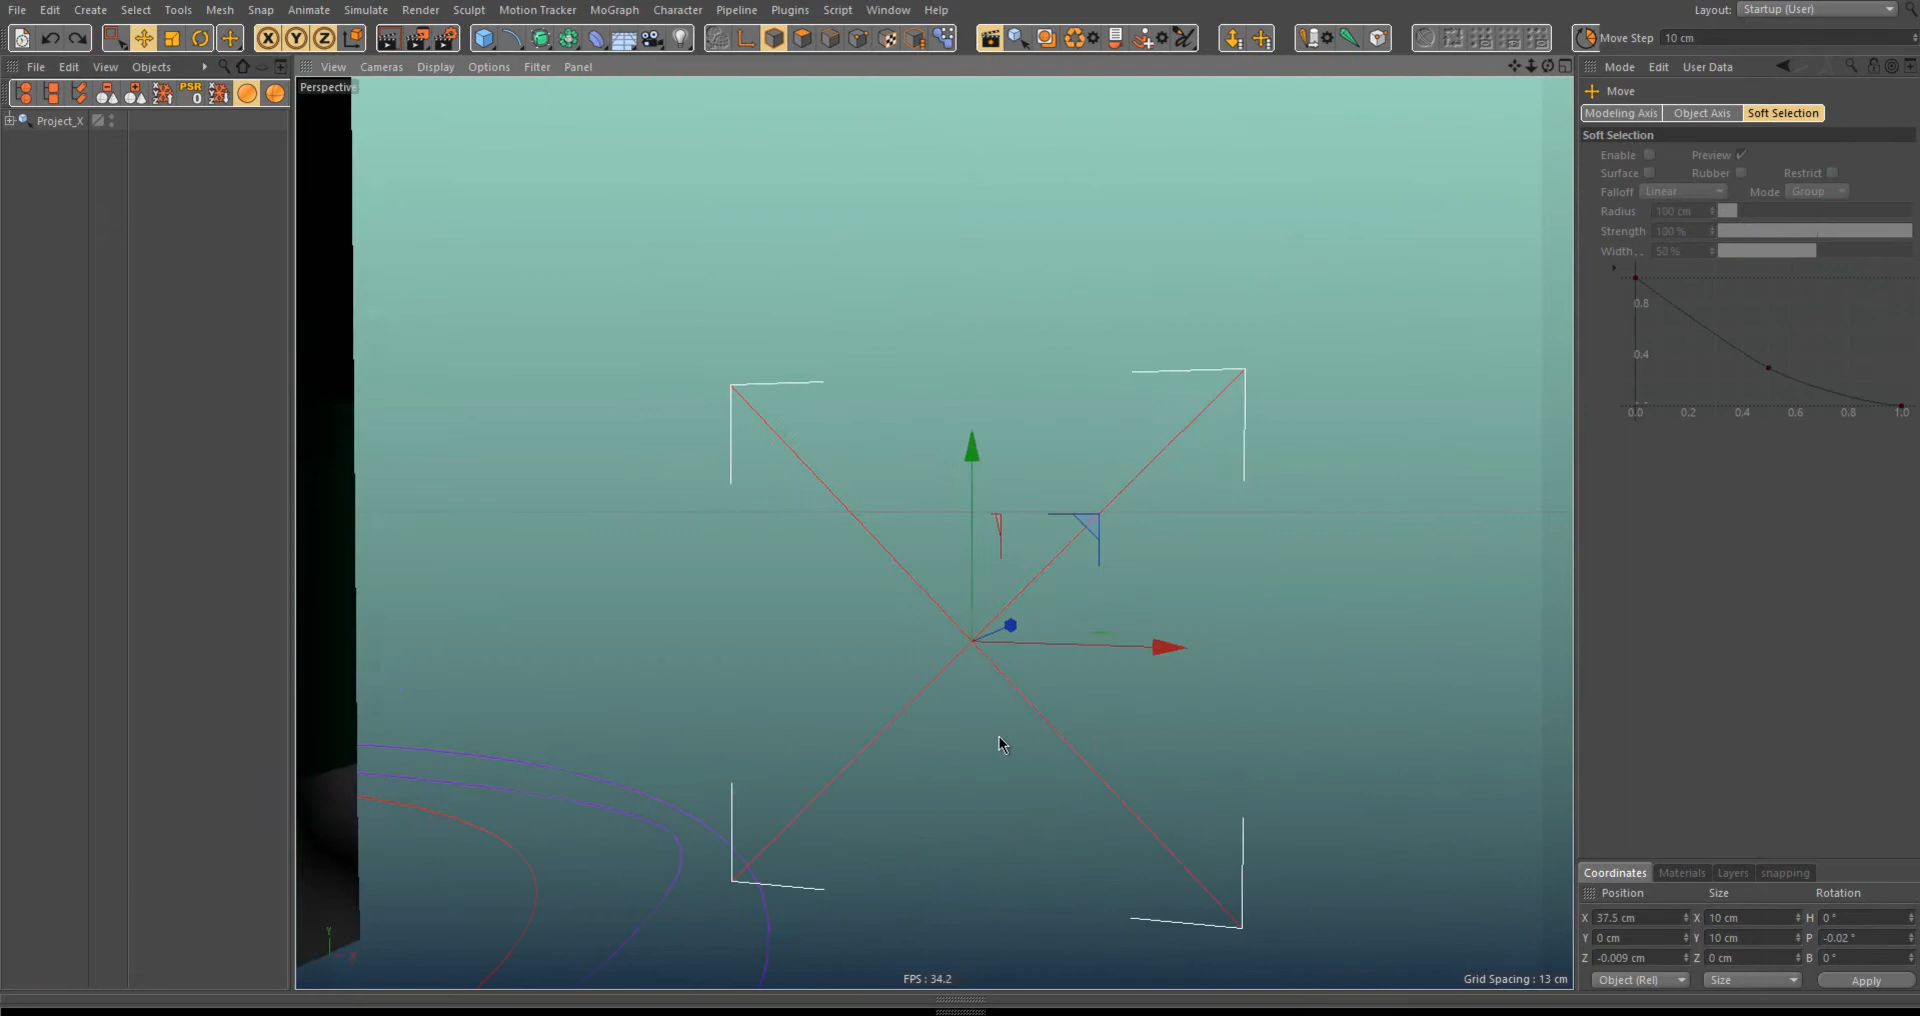 File Edit Create Select Tools Mesh Snap Animate Simulate Render Sculpt Motion Tracker MoGraph Character Pipeline Plugins Script Window Help Layout: Startup (User)
X Y Z PSR 0 Move Step 10 cm
File Edit View Objects View Cameras Display Options Filter Panel Mode Edit User Data
Perspective
Move
Project_X
Modeling Axis Object Axis Soft Selection
Soft Selection
Enable Preview
Surface Rubber Restrict
Falloff Linear Mode Group
Radius 100 cm
Strength 100 %
Width. . 50 %
0.8
0.4
0.0 0.2 0.4 0.6 0.8 1.0
Coordinates Materials Layers snapping
Position Size Rotation
X 37.5 cm X 10 cm H 0 °
Y 0 cm Y 10 cm P -0.02 °
Z -0.009 cm Z 0 cm B 0 °
Object (Rel) Size Apply
Y
X
FPS : 34.2
Grid Spacing : 13 cm